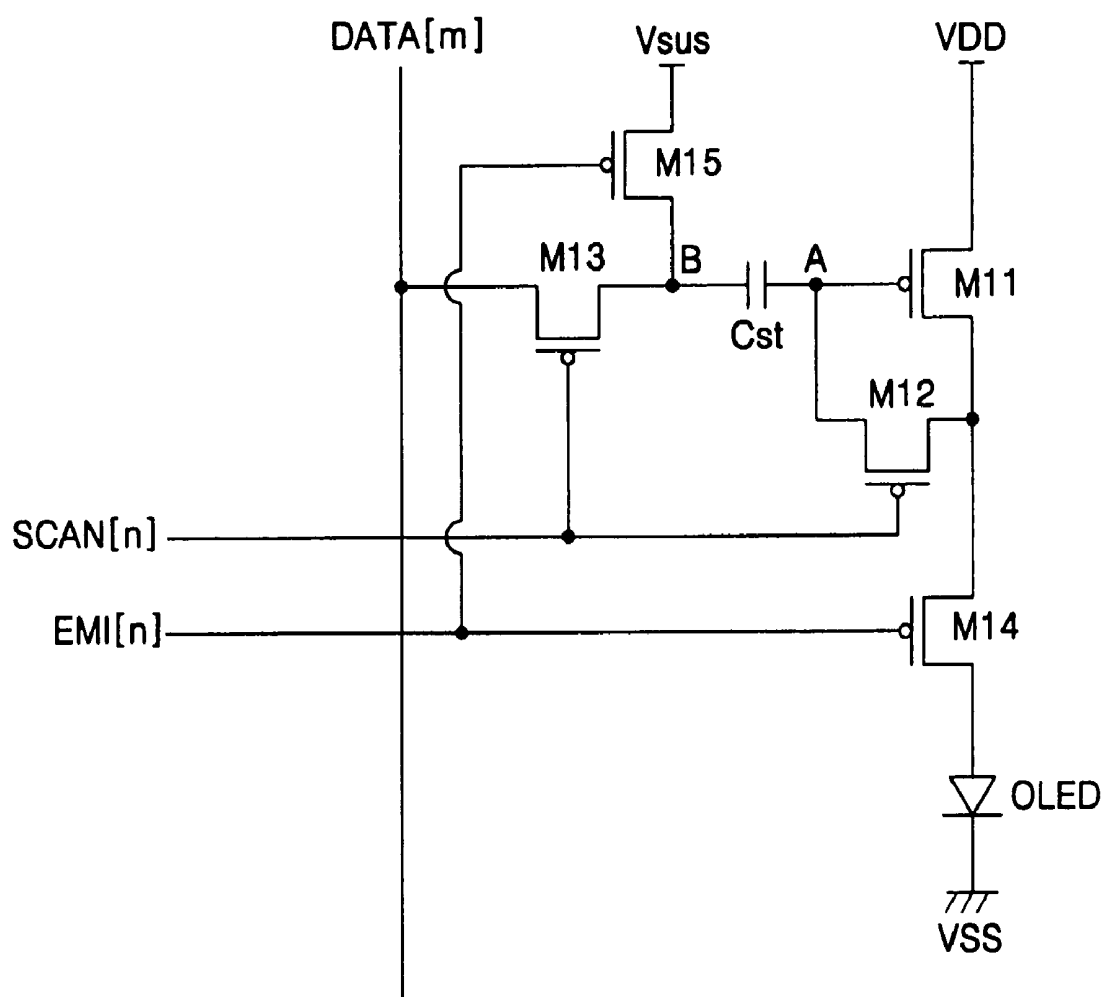 DATA[m]
Vsus
VDD
M15
M13
B
A
M11
Cst
M12
SCAN[n]
EMI[n]
M14
OLED
VSS